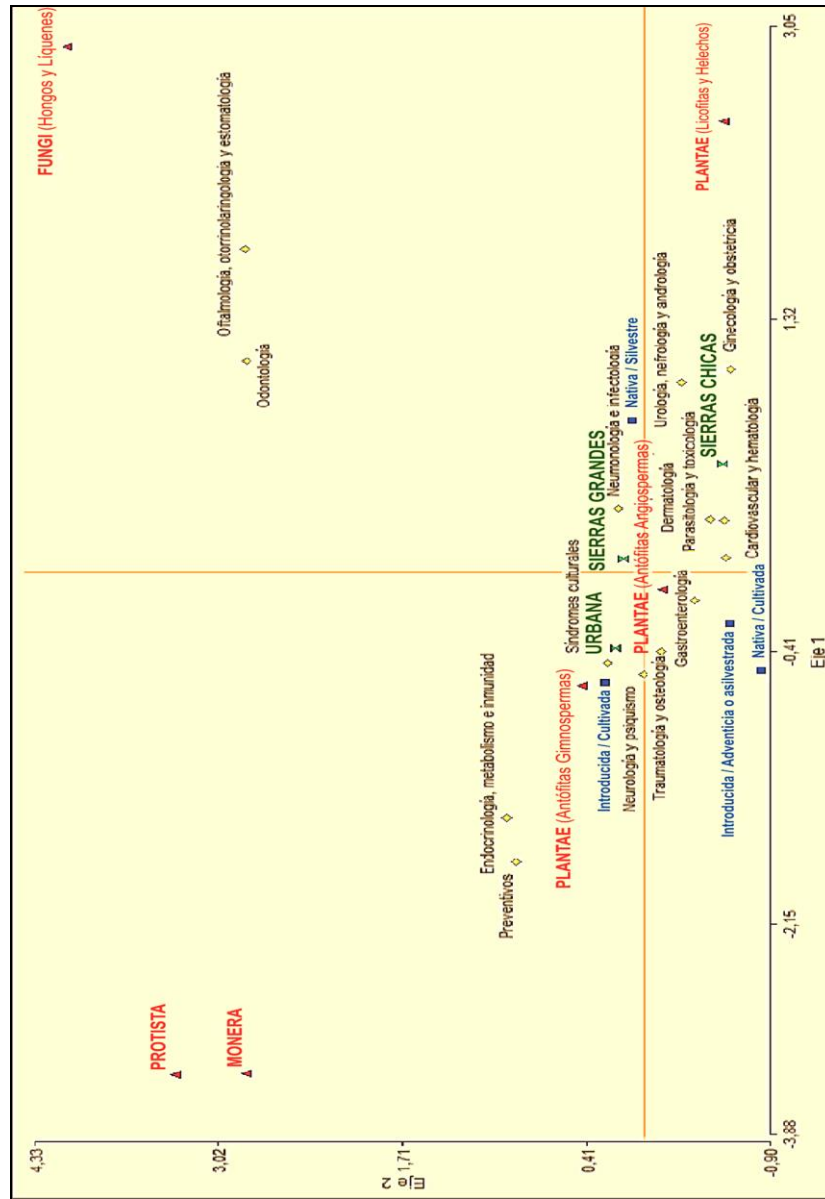 4,33
3,02
1,71
0,41
-0,90
Eje 2
-3,88
-2,15
-0,41
1,32
3,05
Eje 1
FUNGI (Hongos y Líquenes)
Oftalmología, otorrinolaringología y estomatología
Odontología
PROTISTA
MONERA
Endocrinología, metabolismo e inmunidad
Preventivos
PLANTAE (Antófitas Gimnospermas)
Síndromes culturales
URBANA
SIERRAS GRANDES
Introducida / Cultivada
Neumonología e infectología
Nativa / Silvestre
Neurología y psiquismo
PLANTAE (Antófitas Angiospermas)
Traumatología y osteología
Urología, nefrología y andrología
Dermatología
Gastroenterología
Parasitología y toxicología
SIERRAS CHICAS
PLANTAE (Licofitas y Helechos)
Ginecología y obstetricia
Introducida / Adventicia o asilvestrada
Cardiovascular y hematología
Nativa / Cultivada